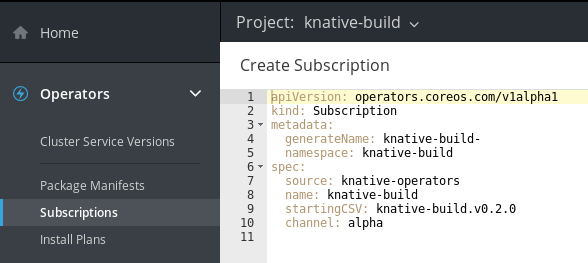 Home
Operators
Cluster Service Versions
Package Manifests
Subscriptions
Install Plans
Project: knative-build
Create Subscription
1 apiVersion: operators.coreos.com/v1alpha1
2 kind: Subscription
3 metadata:
4   generateName: knative-build-
5   namespace: knative-build
6 spec:
7   source: knative-operators
8   name: knative-build
9   startingCSV: knative-build.v0.2.0
10   channel: alpha
11